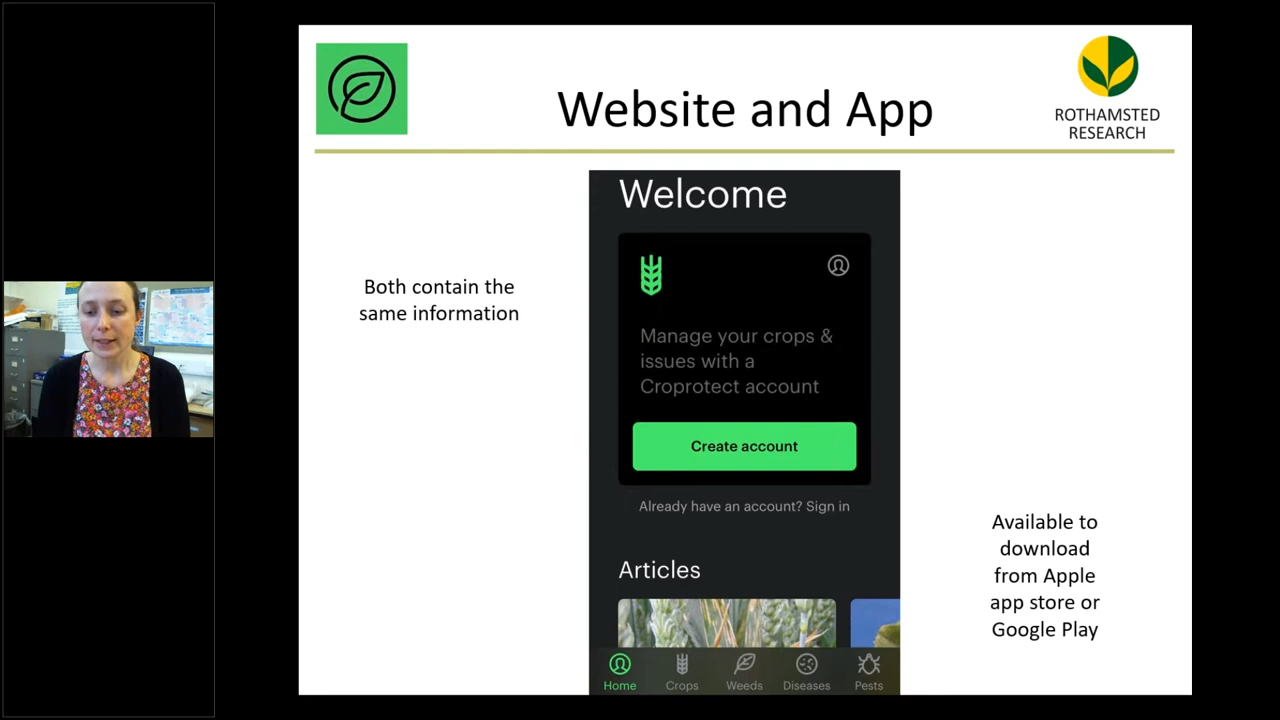 Website and App
ROTHAMSTED
RESEARCH
Both contain the
same information
Welcome
Manage your crops &
issues with a
Croprotect account
Create account
Already have an account? Sign in
Articles
Home
Crops
Weeds
Diseases
Pests
Available to
download
from Apple
app store or
Google Play